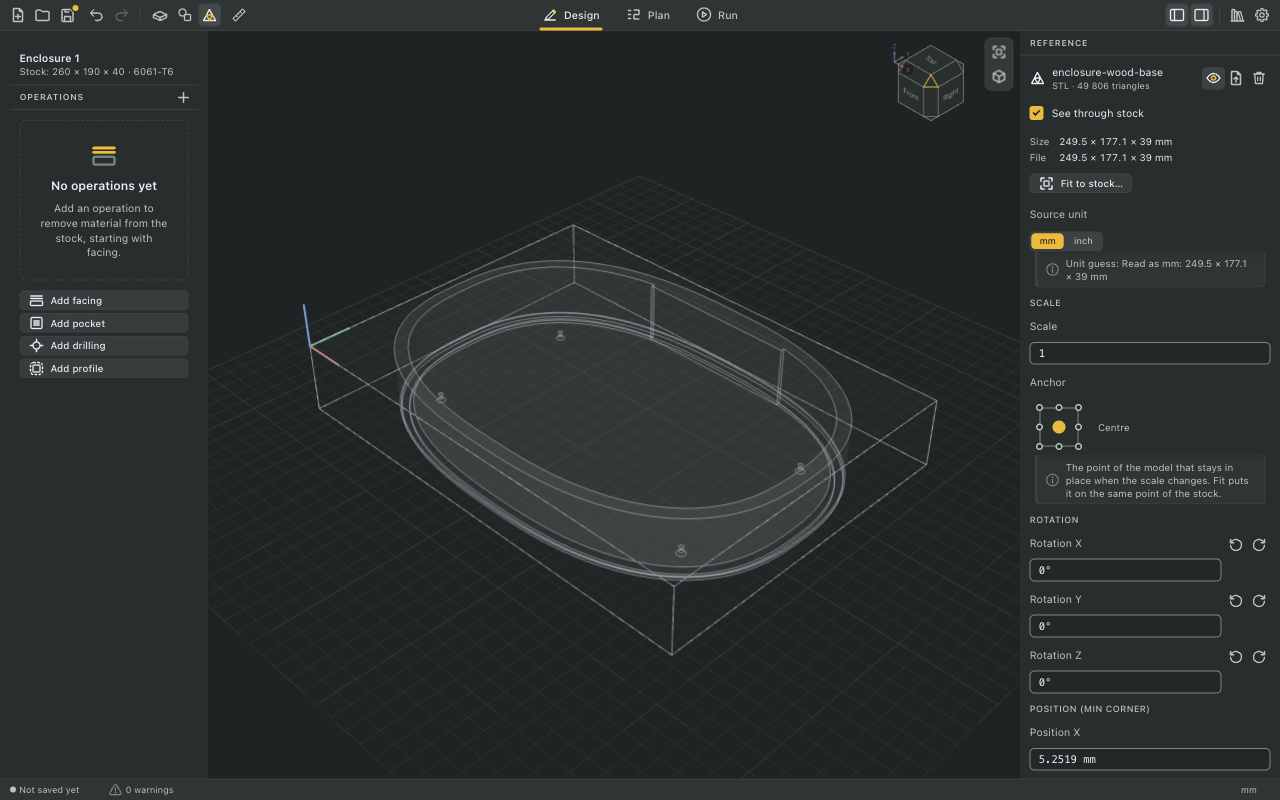 Design
Plan
Run
Enclosure 1
Stock: 260 × 190 × 40 · 6061-T6
OPERATIONS
No operations yet
Add an operation to
remove material from the
stock, starting with
facing.
Add facing
Add pocket
Add drilling
Add profile
Z
Top
Front
Right
REFERENCE
enclosure-wood-base
STL · 49 806 triangles
See through stock
Size 249.5 × 177.1 × 39 mm
File 249.5 × 177.1 × 39 mm
Fit to stock...
Source unit
mm
inch
Unit guess: Read as mm: 249.5 × 177.1
× 39 mm
SCALE
Scale
1
Anchor
Centre
The point of the model that stays in
place when the scale changes. Fit puts
it on the same point of the stock.
ROTATION
Rotation X
0°
Rotation Y
0°
Rotation Z
0°
POSITION (MIN CORNER)
Position X
5.2519 mm
Not saved yet
0 warnings
mm